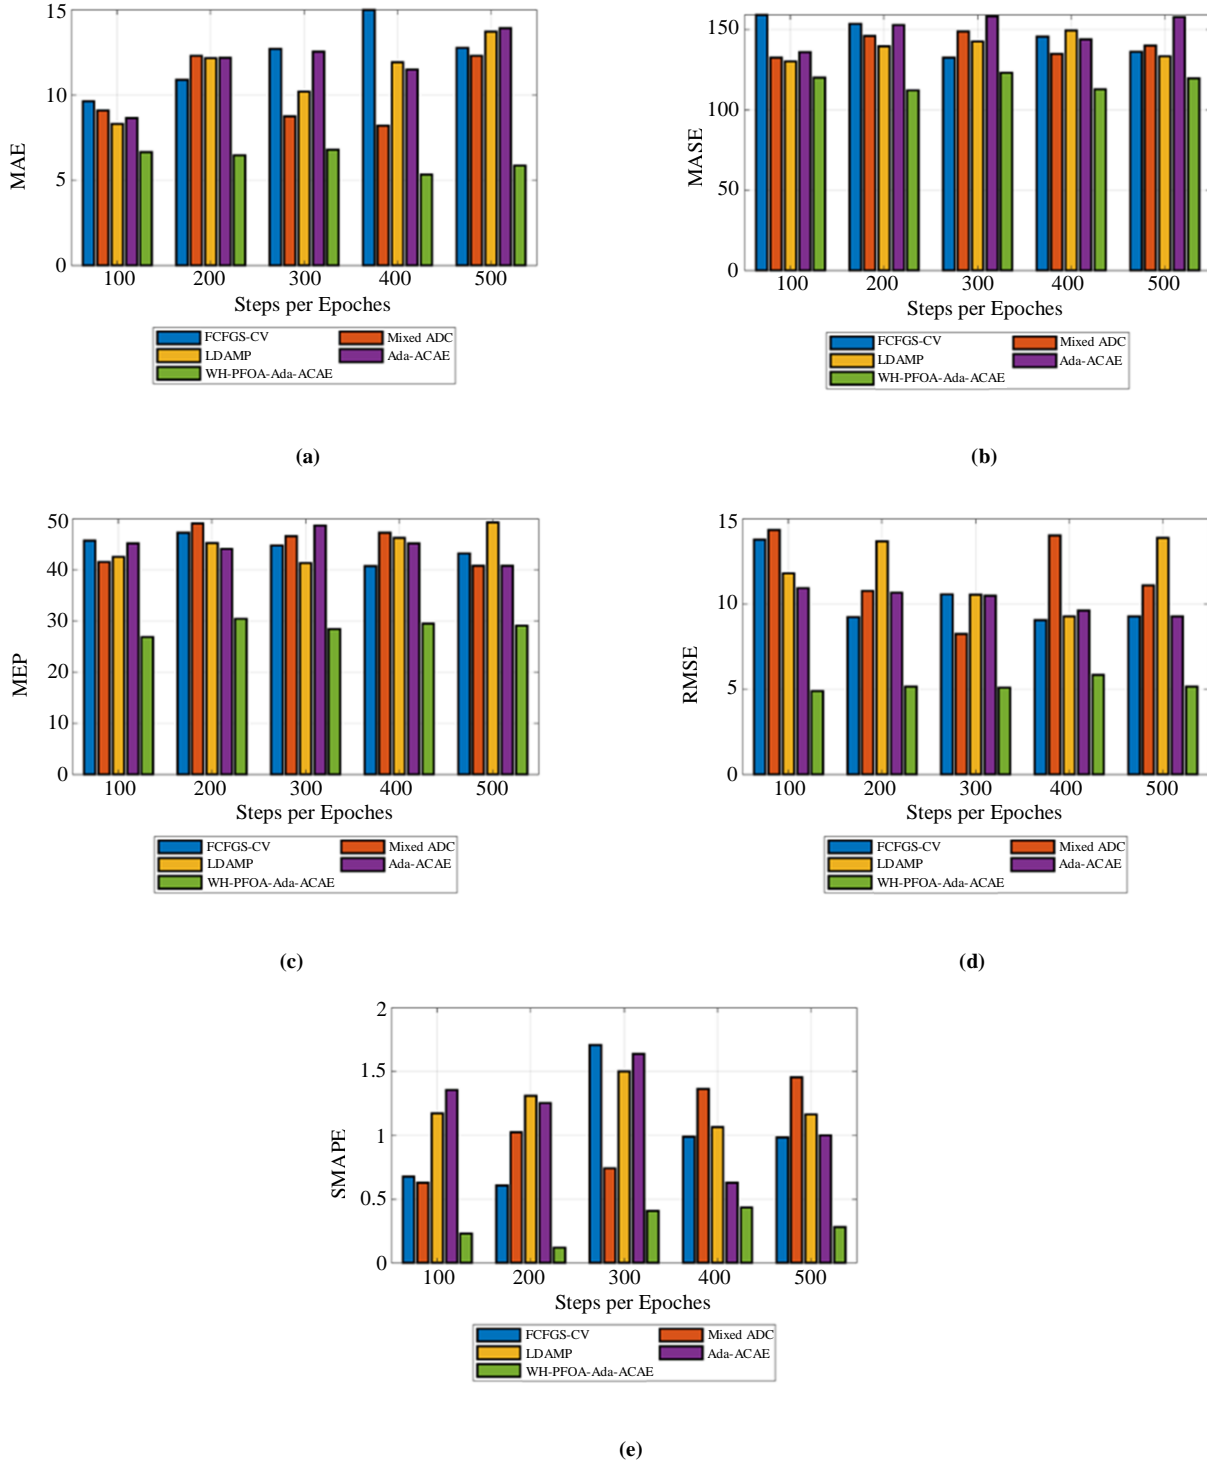 15
10
5
0
MAE
100 200 300 400 500
Steps per Epoches
FCFGS-CV Mixed ADC
LDAMP Ada-ACAE
WH-PFOA-Ada-ACAE
(a)
150
100
50
0
MASE
100 200 300 400 500
Steps per Epoches
FCFGS-CV Mixed ADC
LDAMP Ada-ACAE
WH-PFOA-Ada-ACAE
(b)
50
40
30
20
10
0
MEP
100 200 300 400 500
Steps per Epoches
FCFGS-CV Mixed ADC
LDAMP Ada-ACAE
WH-PFOA-Ada-ACAE
(c)
15
10
5
0
RMSE
100 200 300 400 500
Steps per Epoches
FCFGS-CV Mixed ADC
LDAMP Ada-ACAE
WH-PFOA-Ada-ACAE
(d)
2
1.5
1
0.5
0
SMAPE
100 200 300 400 500
Steps per Epoches
FCFGS-CV Mixed ADC
LDAMP Ada-ACAE
WH-PFOA-Ada-ACAE
(e)